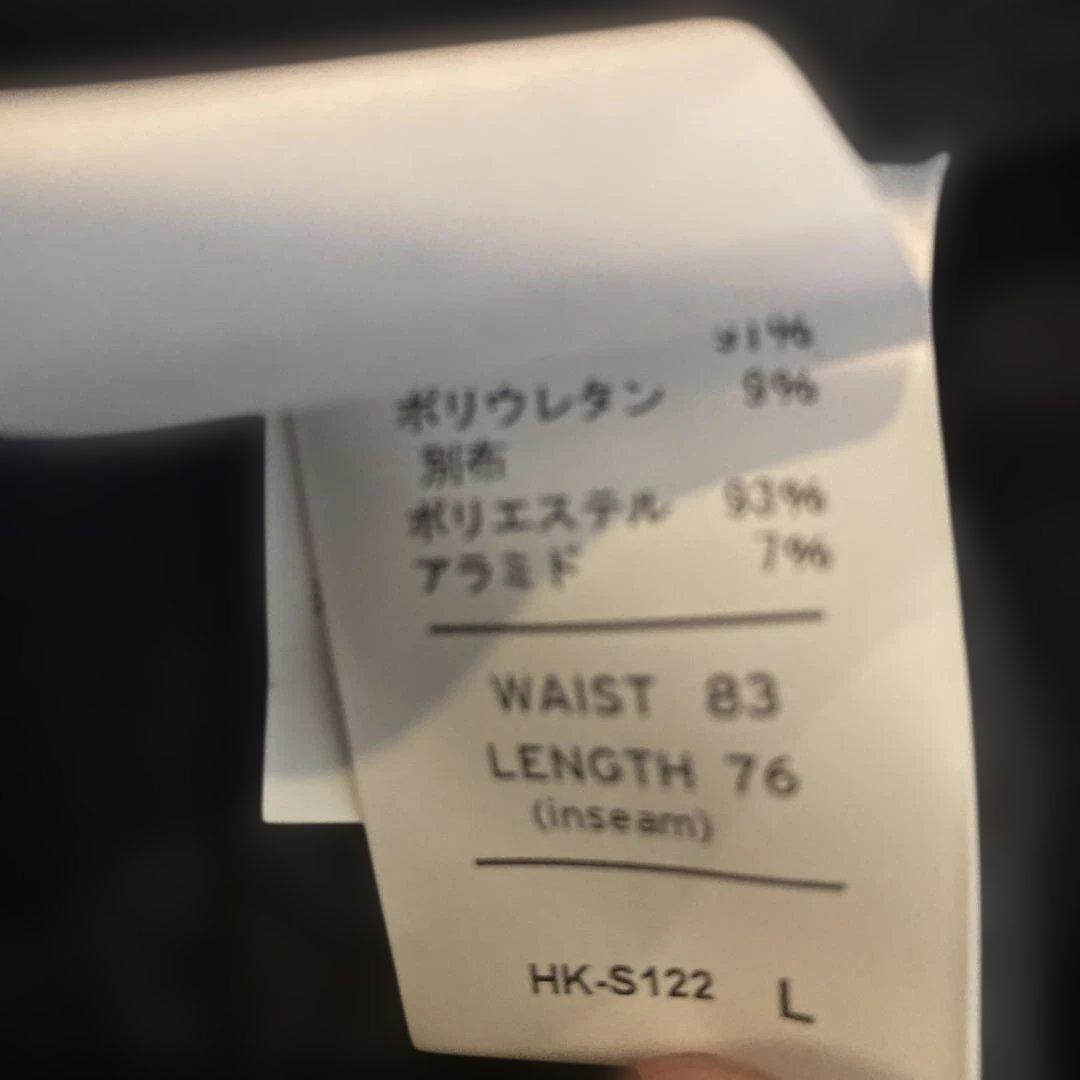 91%
ポリウレタン 9%
別布
ポリエステル 93%
アラミド 7%
WAIST 83
LENGTH 76
(inseam)
HK-S122 L